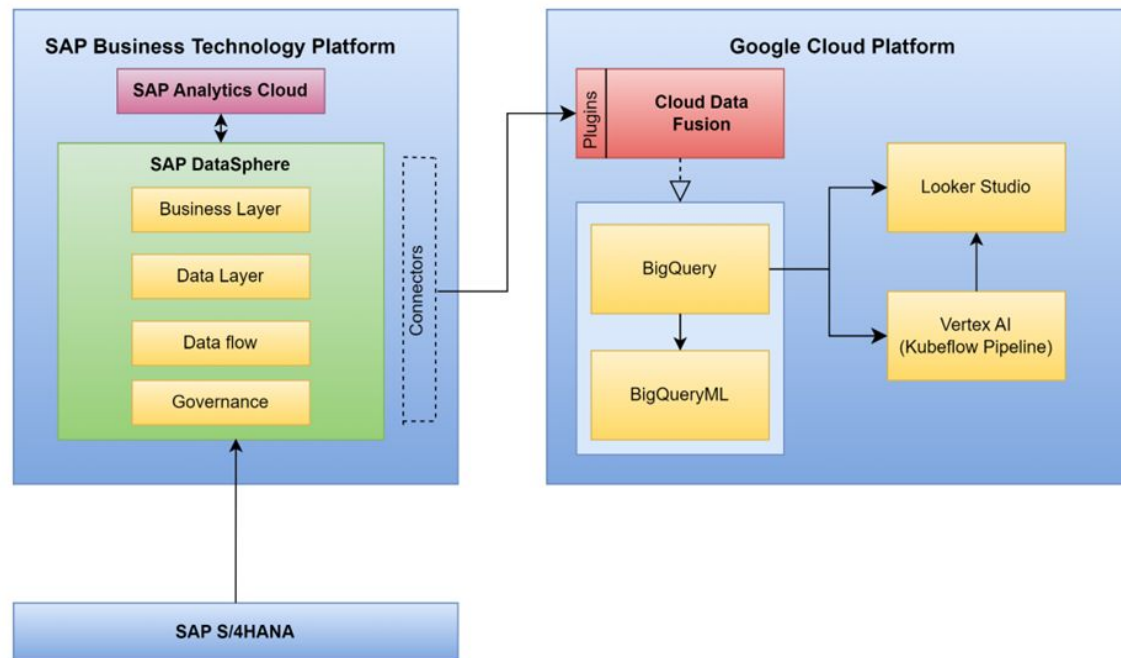 SAP Business Technology Platform
SAP Analytics Cloud
SAP DataSphere
Business Layer
Data Layer
Data flow
Governance
Connectors
Google Cloud Platform
Plugins
Cloud Data
Fusion
BigQuery
BigQueryML
Looker Studio
Vertex AI
(Kubeflow Pipeline)
SAP S/4HANA